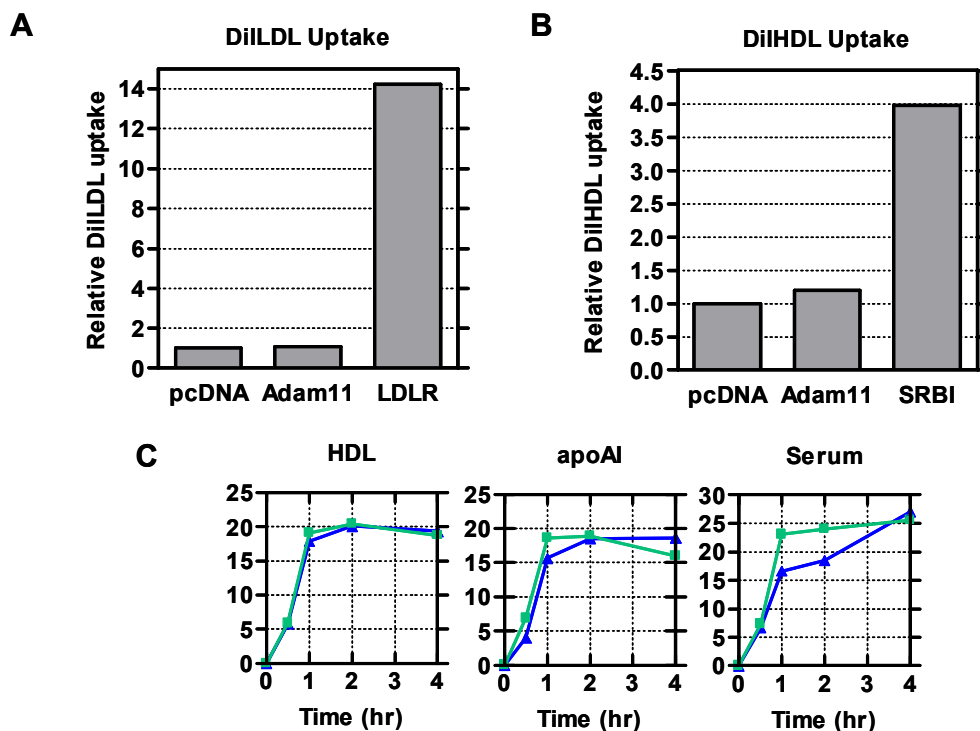 A
DiILDL Uptake
Relative DiILDL uptake
14
12
10
8
6
4
2
0
pcDNA Adam11 LDLR
B
DiIHDL Uptake
Relative DiIHDL uptake
4.5
4.0
3.5
3.0
2.5
2.0
1.5
1.0
0.5
0.0
pcDNA Adam11 SRBI
C
HDL
25
20
15
10
5
0
0 1 2 3 4
Time (hr)
apoAI
25
20
15
10
5
0
0 1 2 3 4
Time (hr)
Serum
30
25
20
15
10
5
0
0 1 2 3 4
Time (hr)